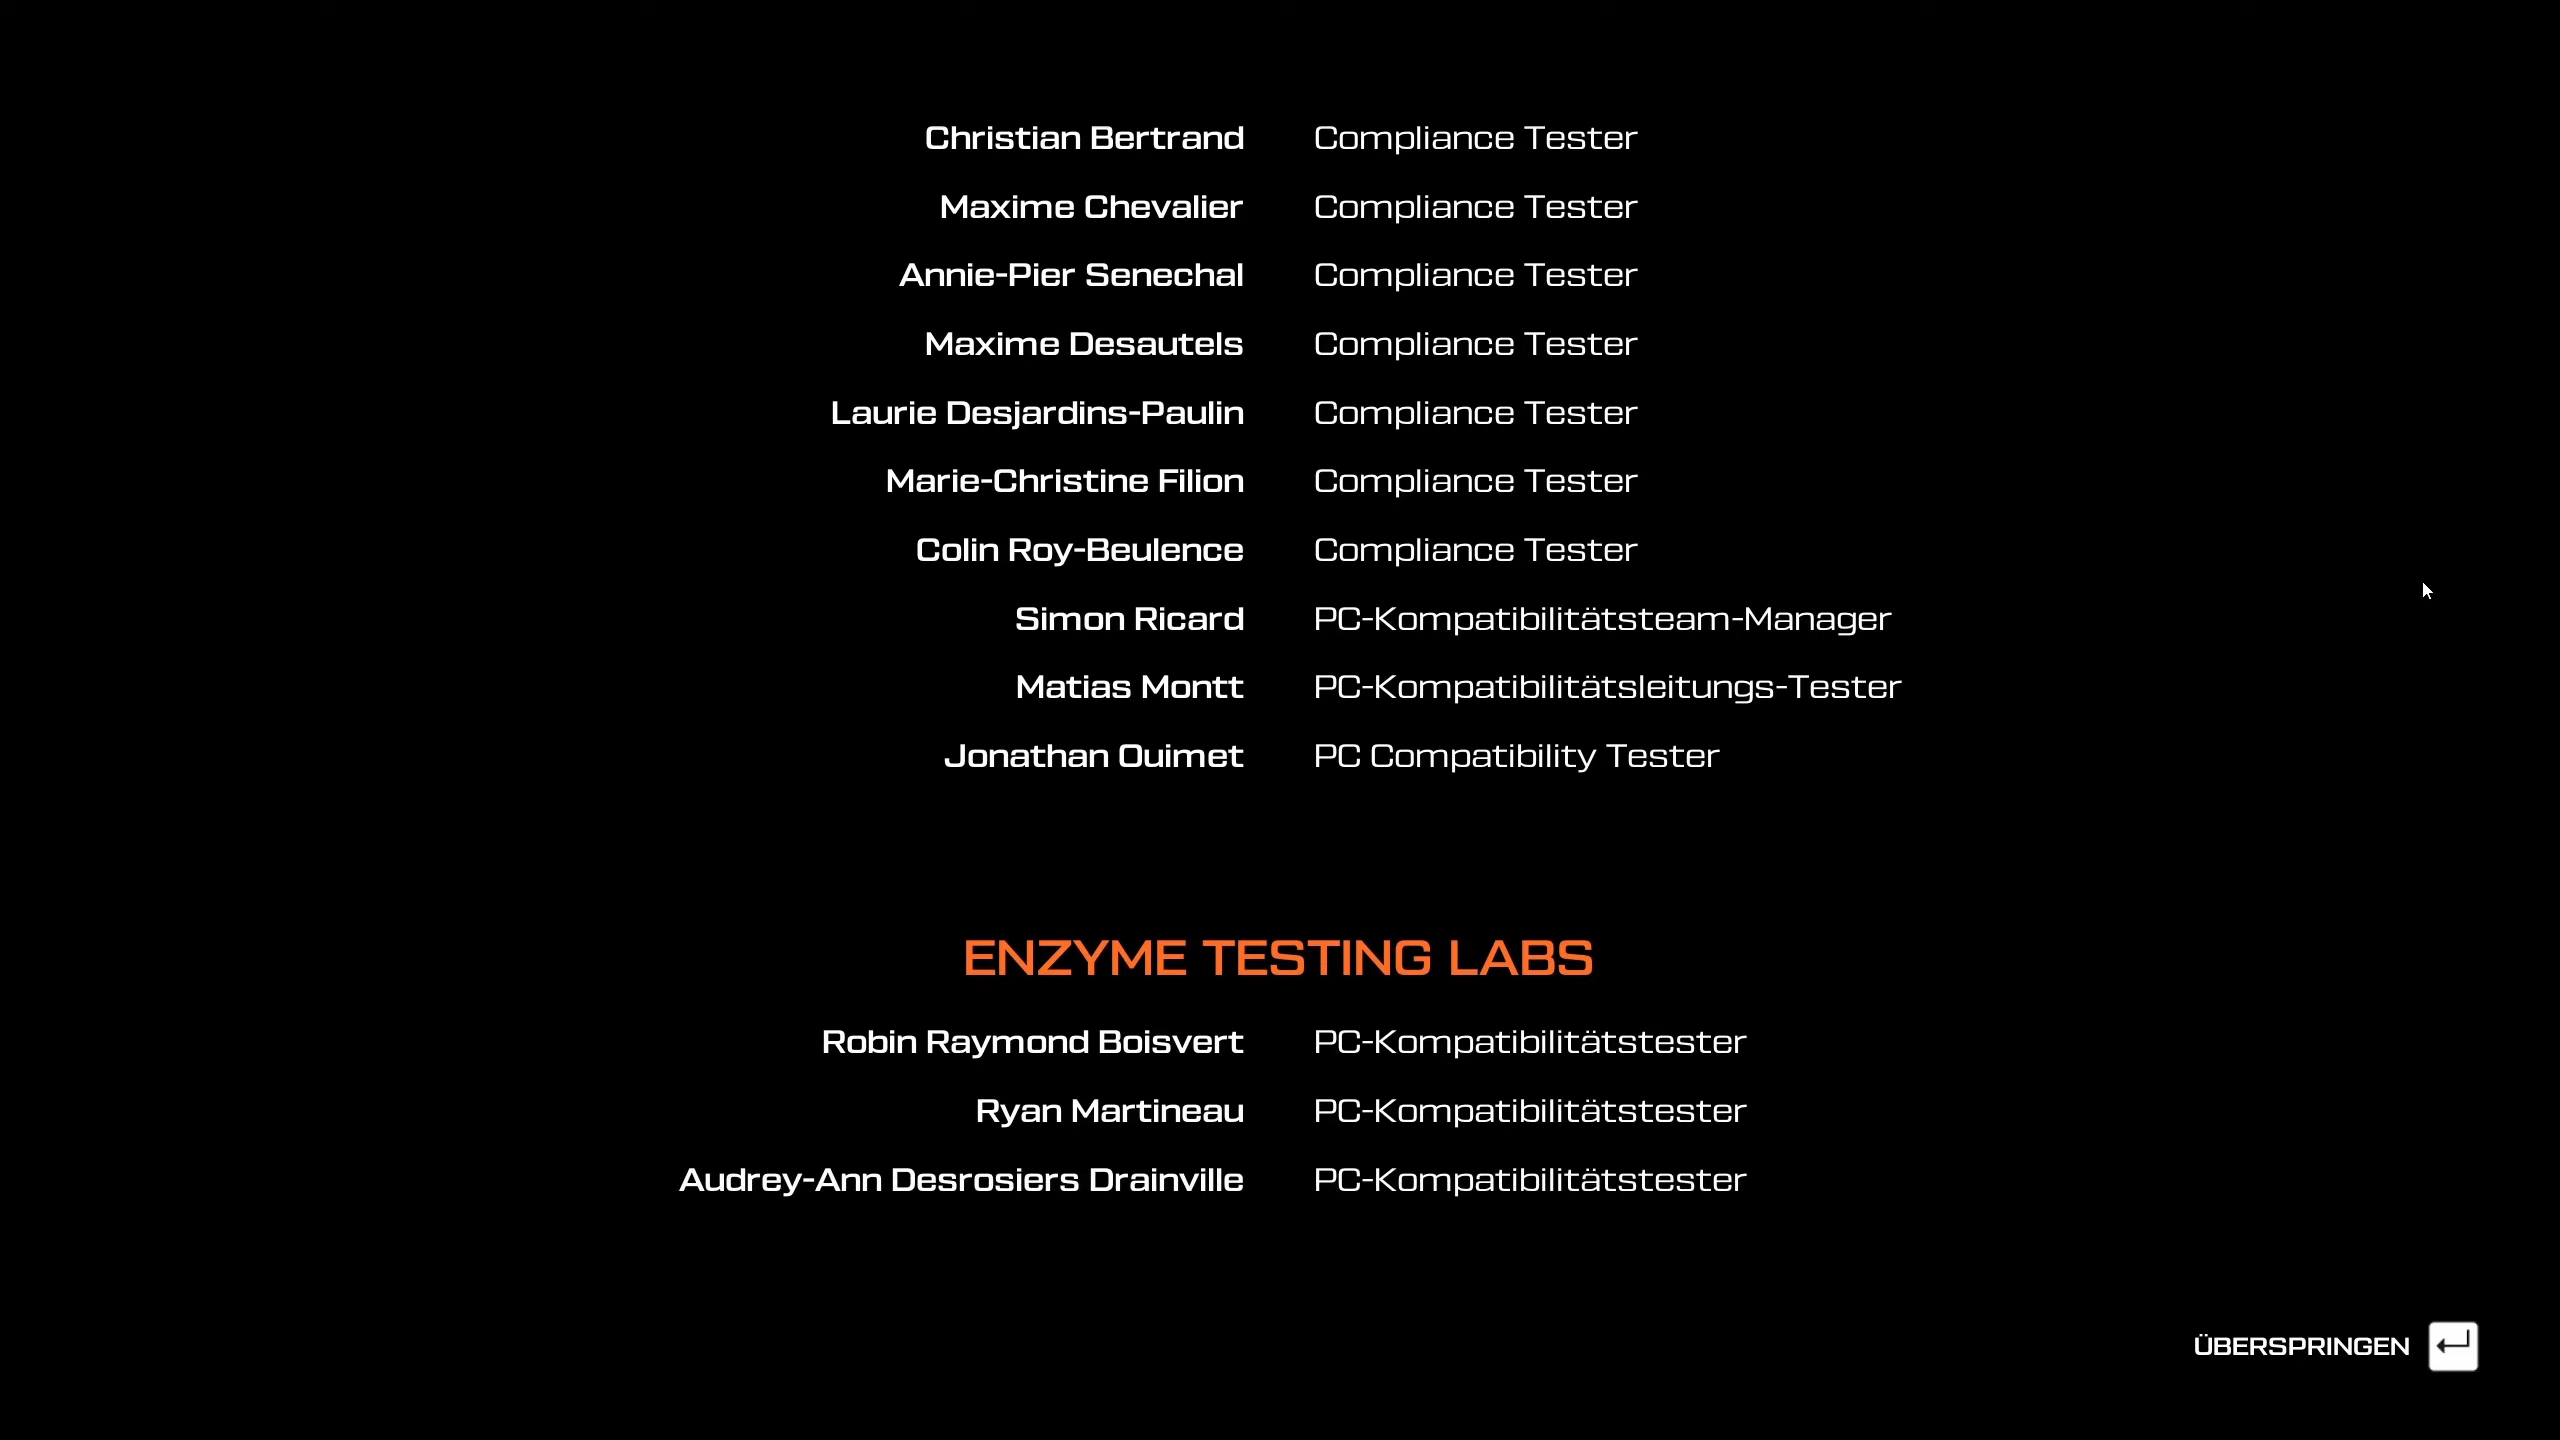 Christian Bertrand Compliance Tester
Maxime Chevalier Compliance Tester
Annie-Pier Senechal Compliance Tester
Maxime Desautels Compliance Tester
Laurie Desjardins-Paulin Compliance Tester
Marie-Christine Filion Compliance Tester
Colin Roy-Beulence Compliance Tester
Simon Ricard PC-Kompatibilitätsteam-Manager
Matias Montt PC-Kompatibilitätsleitungs-Tester
Jonathan Ouimet PC Compatibility Tester
ENZYME TESTING LABS
Robin Raymond Boisvert PC-Kompatibilitätstester
Ryan Martineau PC-Kompatibilitätstester
Audrey-Ann Desrosiers Drainville PC-Kompatibilitätstester
ÜBERSPRINGEN